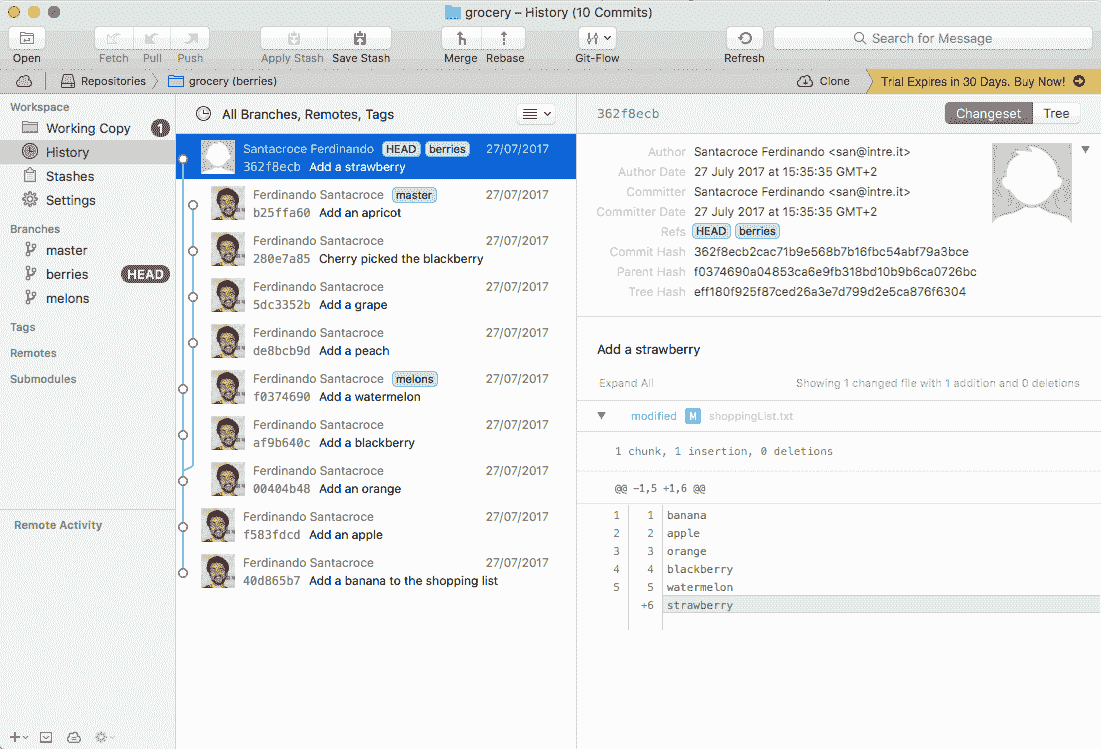 grocery – History (10 Commits)
Open
Fetch Pull Push
Apply Stash Save Stash
Merge Rebase
Git-Flow
Refresh
Search for Message
Repositories
grocery (berries)
Clone
Trial Expires in 30 Days. Buy Now!
Workspace
Working Copy 1
History
Stashes
Settings
Branches
master
berries HEAD
melons
Tags
Remotes
Submodules
Remote Activity
All Branches, Remotes, Tags
Santacroce Ferdinando HEAD berries 27/07/2017
362f8ecb Add a strawberry
Ferdinando Santacroce master 27/07/2017
b25ffa60 Add an apricot
Ferdinando Santacroce 27/07/2017
280e7a85 Cherry picked the blackberry
Ferdinando Santacroce 27/07/2017
5dc3352b Add a grape
Ferdinando Santacroce 27/07/2017
de8bcb9d Add a peach
Ferdinando Santacroce melons 27/07/2017
f0374690 Add a watermelon
Ferdinando Santacroce 27/07/2017
af9b640c Add a blackberry
Ferdinando Santacroce 27/07/2017
00404b48 Add an orange
Ferdinando Santacroce 27/07/2017
f583fdcd Add an apple
Ferdinando Santacroce 27/07/2017
40d865b7 Add a banana to the shopping list
362f8ecb
Changeset Tree
Author Santacroce Ferdinando <san@intre.it>
Author Date 27 July 2017 at 15:35:35 GMT+2
Committer Santacroce Ferdinando <san@intre.it>
Committer Date 27 July 2017 at 15:35:35 GMT+2
Refs HEAD berries
Commit Hash 362f8ecb2cac71b9e568b7b16fbc54abf79a3bce
Parent Hash f0374690a04853ca6e9fb318bd10b9b6ca0726bc
Tree Hash eff180f925f87ced26a3e7d799d2e5ca876f6304
Add a strawberry
Expand All Showing 1 changed file with 1 addition and 0 deletions
modified M shoppingList.txt
1 chunk, 1 insertion, 0 deletions
@@ -1,5 +1,6 @@
1 1 banana
2 2 apple
3 3 orange
4 4 blackberry
5 5 watermelon
+6 strawberry